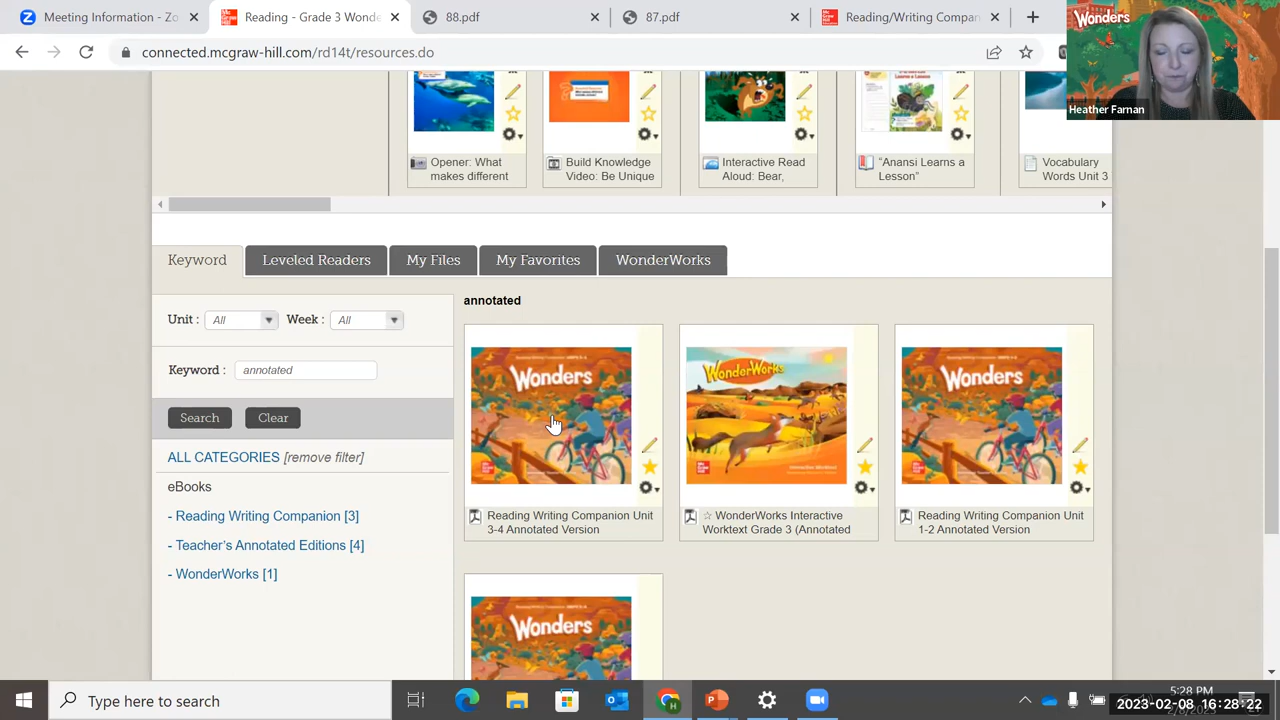 Meeting Information - Zo
Reading - Grade 3 Wonde
88.pdf
87.pdf
Reading/Writing Compan
connected.mcgraw-hill.com/rd14t/resources.do
Wonders
Heather Farnan
Opener: What
makes different
Build Knowledge
Video: Be Unique
Interactive Read
Aloud: Bear,
"Anansi Learns a
Lesson"
Vocabulary
Words Unit 3
Keyword
Leveled Readers
My Files
My Favorites
WonderWorks
Unit : All
Week : All
Keyword : annotated
Search
Clear
ALL CATEGORIES [remove filter]
eBooks
- Reading Writing Companion [3]
- Teacher's Annotated Editions [4]
- WonderWorks [1]
annotated
Wonders
Reading Writing Companion Unit
3-4 Annotated Version
WonderWorks
☆ WonderWorks Interactive
Worktext Grade 3 (Annotated
Wonders
Reading Writing Companion Unit
1-2 Annotated Version
Wonders
Type here to search
5:28 PM
2023-02-08 16:28:22